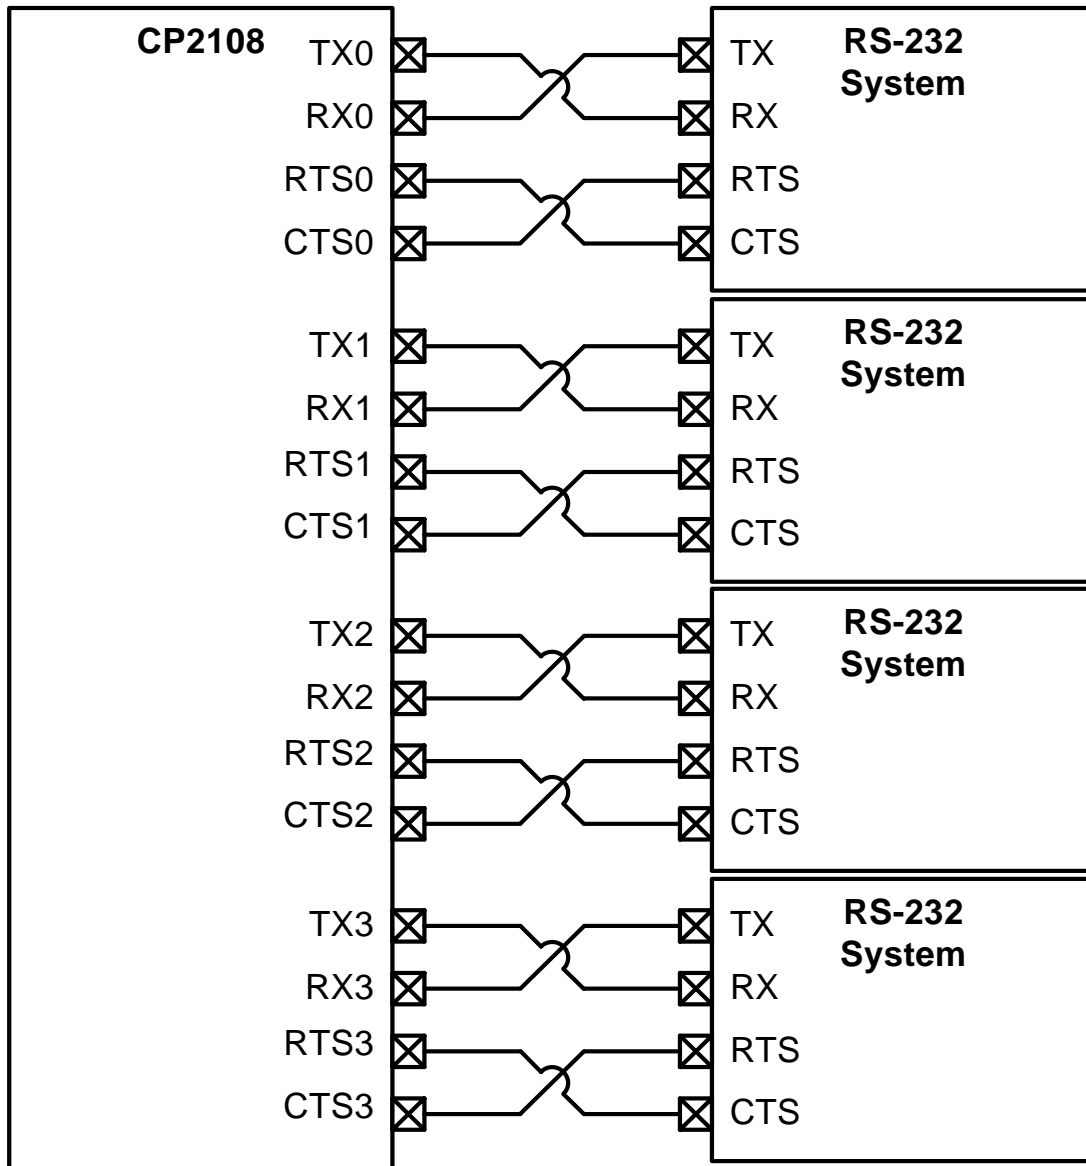 CP2108
TX0
RX0
RTS0
CTS0
TX1
RX1
RTS1
CTS1
TX2
RX2
RTS2
CTS2
TX3
RX3
RTS3
CTS3
RS-232
System
TX
RX
RTS
CTS
RS-232
System
TX
RX
RTS
CTS
RS-232
System
TX
RX
RTS
CTS
RS-232
System
TX
RX
RTS
CTS